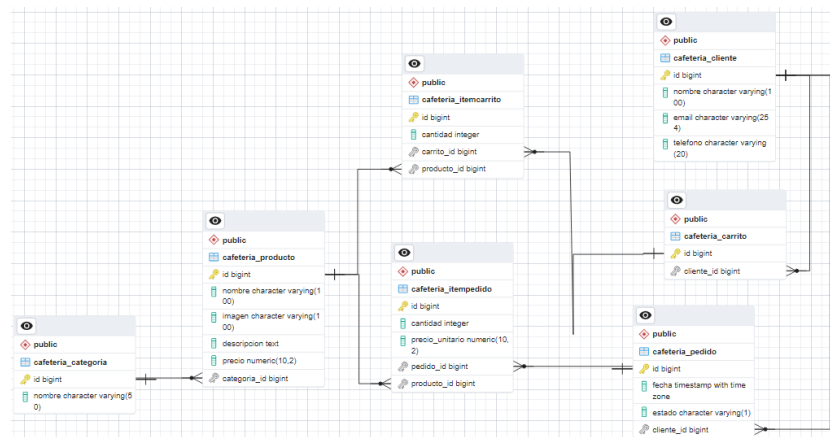 public
cafeteria_itemcarrito
id bigint
cantidad integer
carrito_id bigint
producto_id bigint
public
cafeteria_cliente
id bigint
nombre character varying(1
00)
email character varying(25
4)
telefono character varying
(20)
public
cafeteria_carrito
id bigint
cliente_id bigint
public
cafeteria_producto
id bigint
nombre character varying(1
00)
imagen character varying(1
00)
descripcion text
precio numeric(10,2)
categoria_id bigint
public
cafeteria_itempedido
id bigint
cantidad integer
precio_unitario numeric(10,
2)
pedido_id bigint
producto_id bigint
public
cafeteria_categoria
id bigint
nombre character varying(5
0)
public
cafeteria_pedido
id bigint
fecha timestamp with time
zone
estado character varying(1)
cliente_id bigint